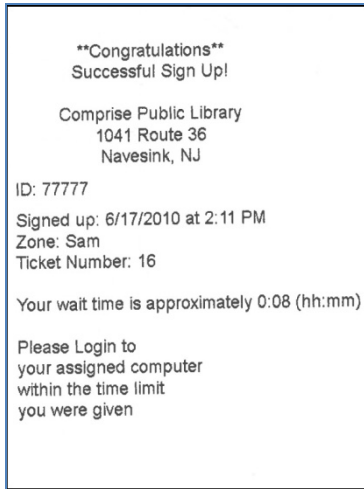 **Congratulations**
Successful Sign Up!
Comprise Public Library
1041 Route 36
Navesink, NJ
ID: 77777
Signed up: 6/17/2010 at 2:11 PM
Zone: Sam
Ticket Number: 16
Your wait time is approximately 0:08 (hh:mm)
Please Login to
your assigned computer
within the time limit
you were given